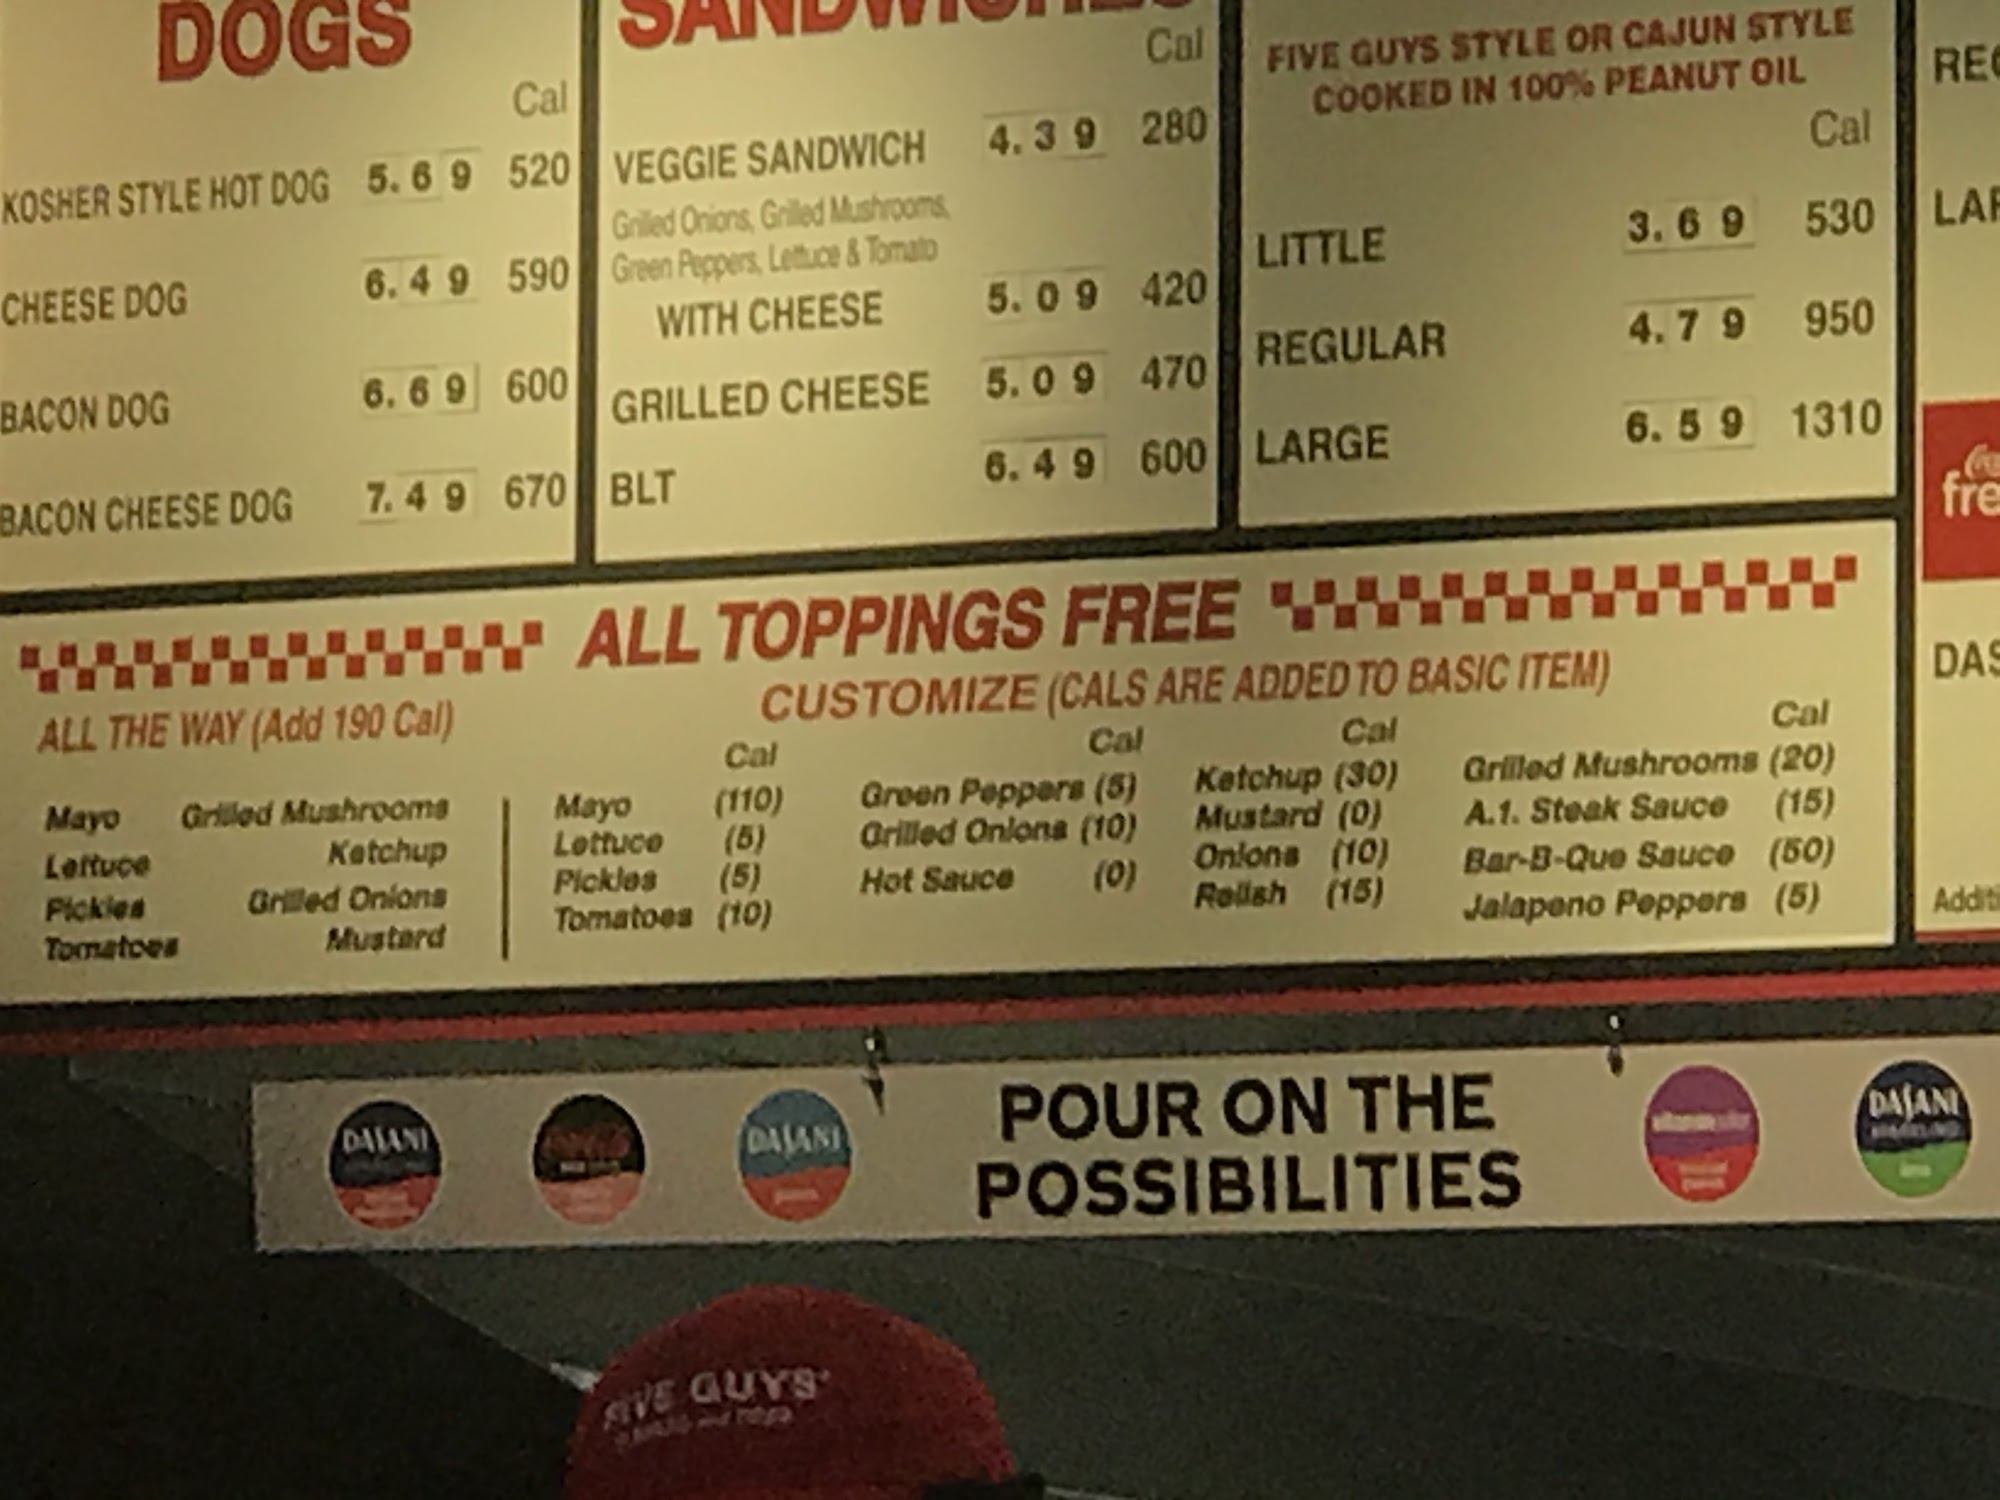 DOGS
Cal
KOSHER STYLE HOT DOG 5.69 520
CHEESE DOG 6.49 590
BACON DOG 6.69 600
BACON CHEESE DOG 7.49 670
SANDWICHES
Cal
VEGGIE SANDWICH 4.39 280
Grilled Onions, Grilled Mushrooms,
Green Peppers, Lettuce & Tomato
WITH CHEESE 5.09 420
GRILLED CHEESE 5.09 470
BLT 6.49 600
FIVE GUYS STYLE OR CAJUN STYLE
COOKED IN 100% PEANUT OIL
Cal
LITTLE 3.69 530
REGULAR 4.79 950
LARGE 6.59 1310
ALL TOPPINGS FREE
ALL THE WAY (Add 190 Cal)
Mayo Grilled Mushrooms
Lettuce Ketchup
Pickles Grilled Onions
Tomatoes Mustard
CUSTOMIZE (CALS ARE ADDED TO BASIC ITEM)
Cal
Mayo (110)
Lettuce (5)
Pickles (5)
Tomatoes (10)
Cal
Green Peppers (5)
Grilled Onions (10)
Hot Sauce (0)
Cal
Ketchup (30)
Mustard (0)
Onions (10)
Relish (15)
Cal
Grilled Mushrooms (20)
A.1. Steak Sauce (15)
Bar-B-Que Sauce (50)
Jalapeno Peppers (5)
DASANI
DASANI
POUR ON THE
POSSIBILITIES
DASANI
FIVE GUYS